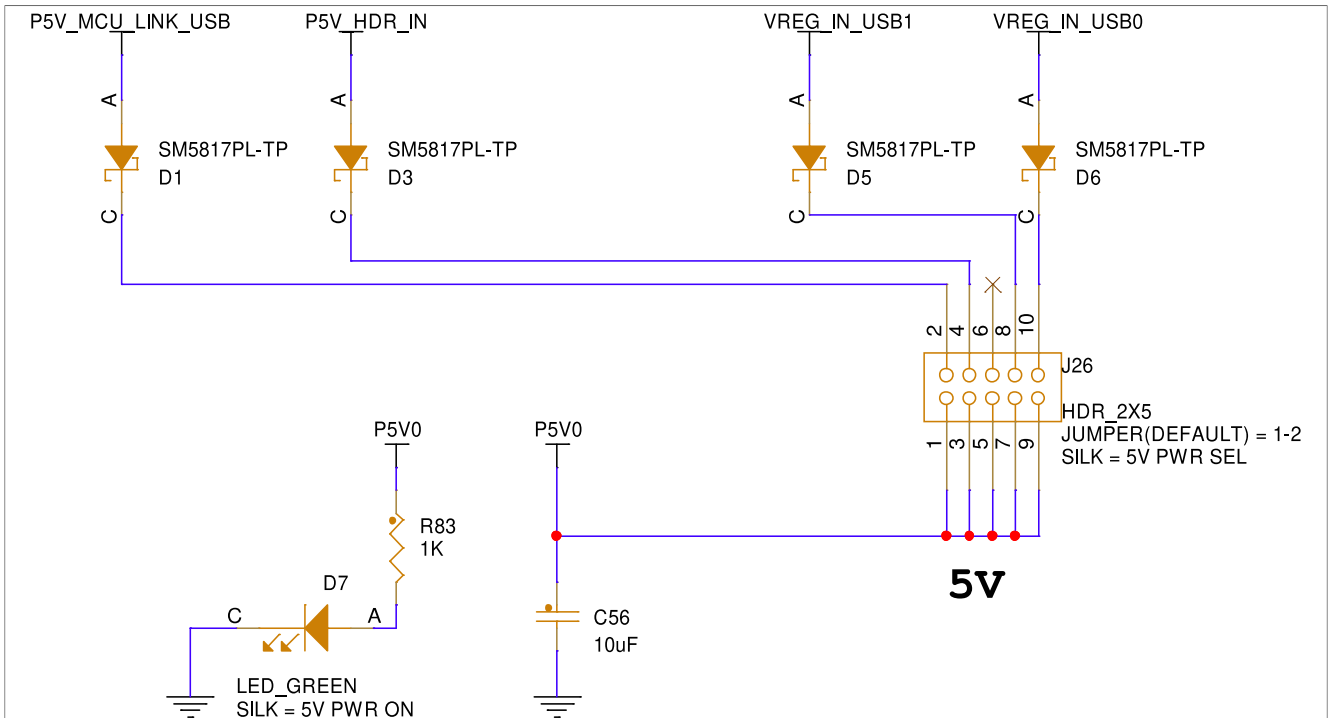 P5V_MCU_LINK_USB
P5V_HDR_IN
VREG_IN_USB1
VREG_IN_USB0
A
A
A
A
SM5817PL-TP
D1
SM5817PL-TP
D3
SM5817PL-TP
D5
SM5817PL-TP
D6
C
C
C
C
2
4
6
8
10
J26
HDR_2X5
JUMPER(DEFAULT) = 1-2
SILK = 5V PWR SEL
1
3
5
7
9
P5V0
P5V0
R83
1K
5V
D7
C
A
C56
10uF
LED_GREEN
SILK = 5V PWR ON